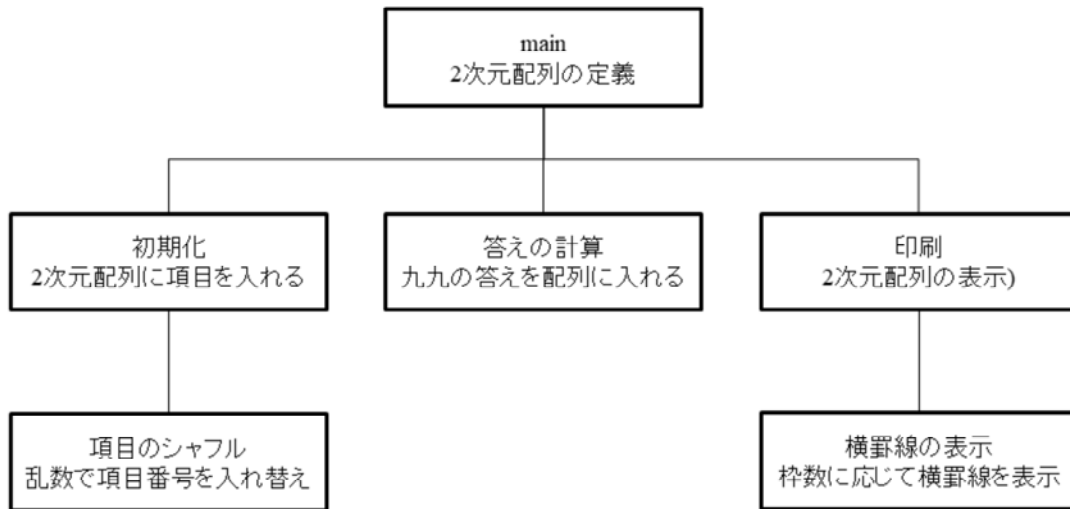 main
2次元配列の定義
初期化
2次元配列に項目を入れる
答えの計算
九九の答えを配列に入れる
印刷
2次元配列の表示)
項目のシャフル
乱数で項目番号を入れ替え
横罫線の表示
枠数に応じて横罫線を表示